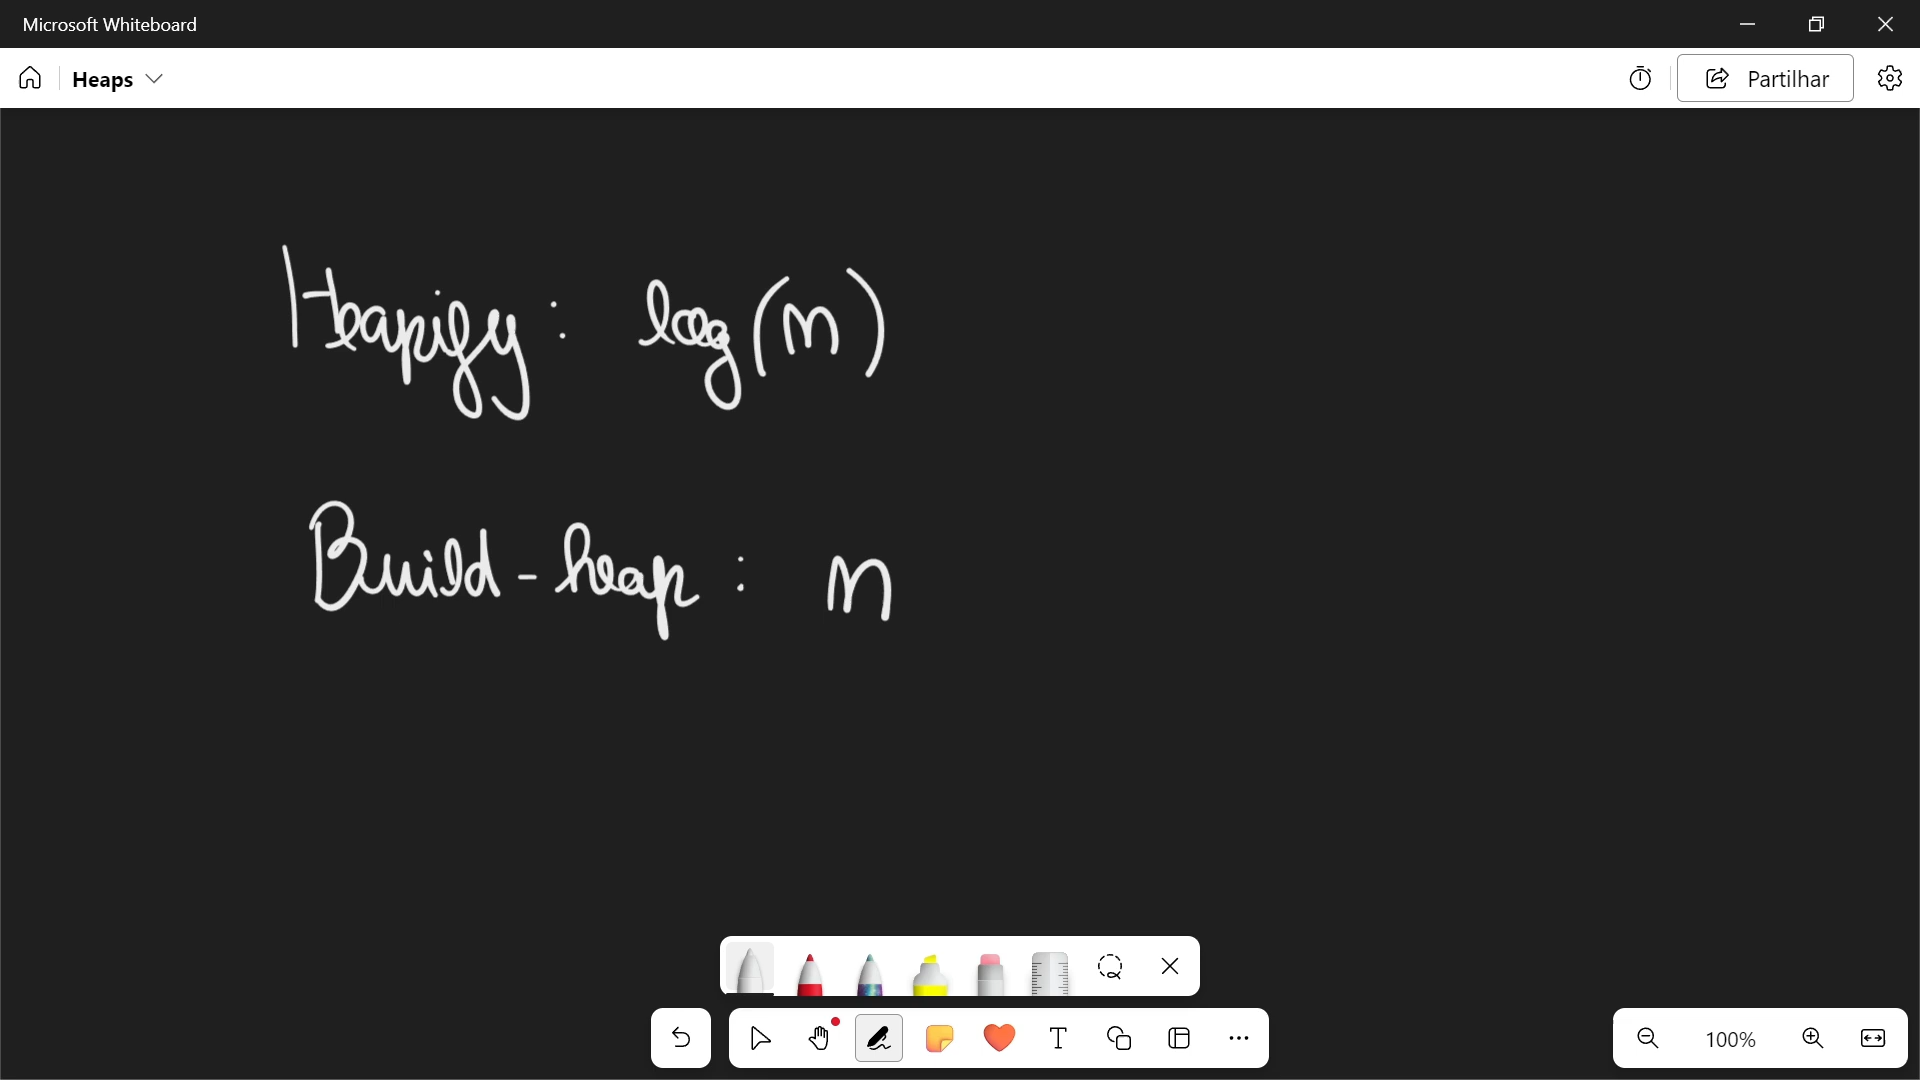 Microsoft Whiteboard
Heaps
Partilhar
Heapify: log(n)
Build-heap: n
100%